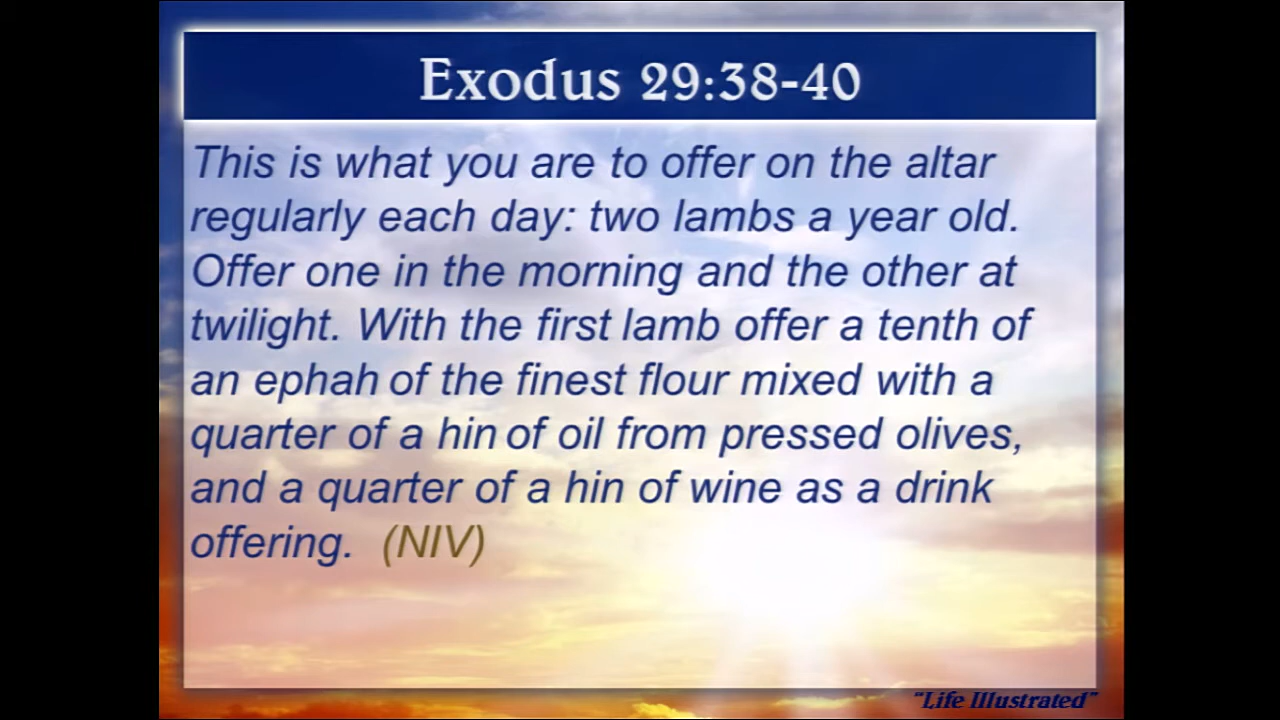 Exodus 29:38-40
This is what you are to offer on the altar
regularly each day: two lambs a year old.
Offer one in the morning and the other at
twilight. With the first lamb offer a tenth of
an ephah of the finest flour mixed with a
quarter of a hin of oil from pressed olives,
and a quarter of a hin of wine as a drink
offering. (NIV)
"Life Illustrated"